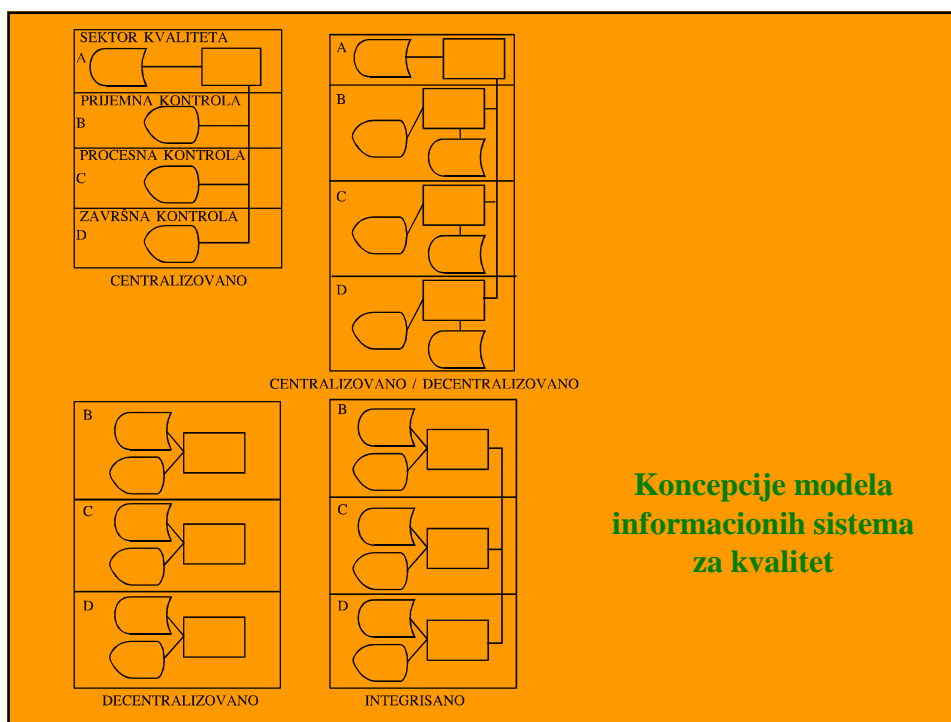 SEKTOR KVALITETA
A
PRIJEMNA KONTROLA
B
PROCESNA KONTROLA
C
ZAVRŠNA KONTROLA
D
CENTRALIZOVANO
A
B
C
D
CENTRALIZOVANO / DECENTRALIZOVANO
B
C
D
DECENTRALIZOVANO
B
C
D
INTEGRISANO
Koncepcije modela
informacionih sistema
za kvalitet